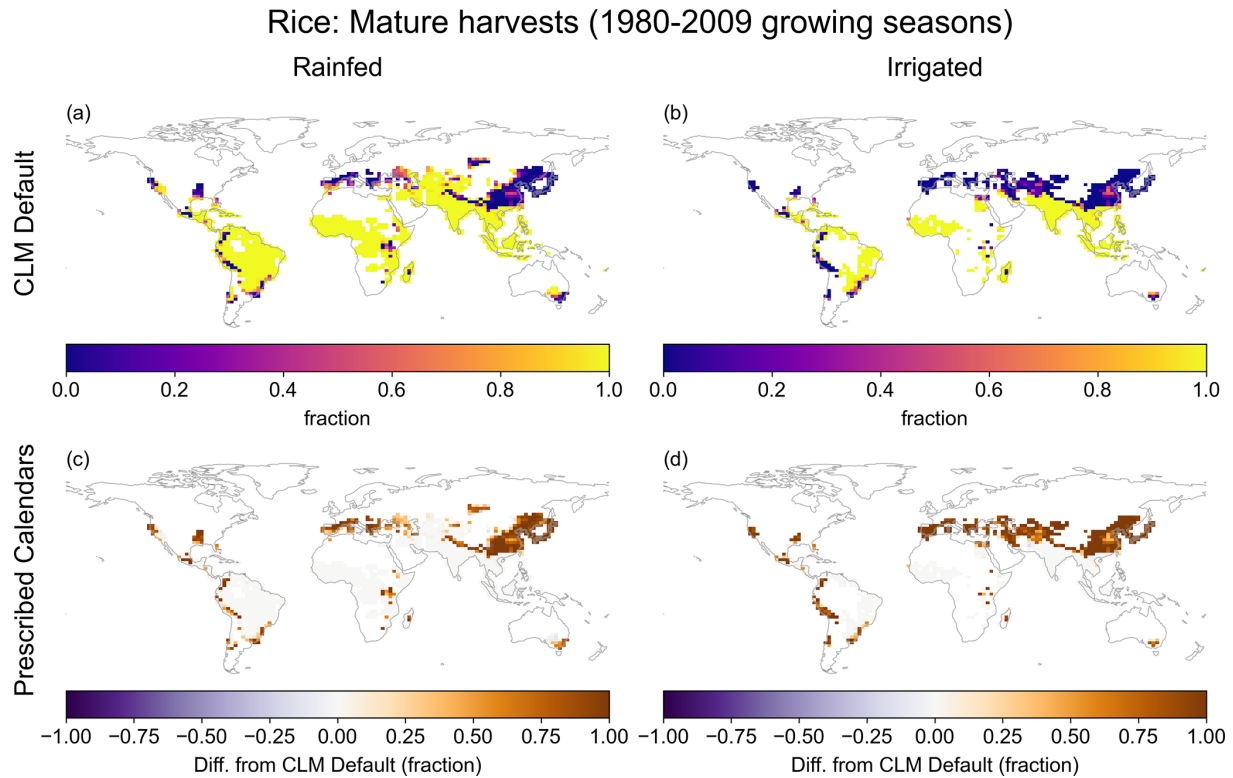 Rice: Mature harvests (1980-2009 growing seasons)
Rainfed
Irrigated
CLM Default
(a)
(b)
0.0 0.2 0.4 0.6 0.8 1.0
fraction
0.0 0.2 0.4 0.6 0.8 1.0
fraction
Prescribed Calendars
(c)
(d)
−1.00 −0.75 −0.50 −0.25 0.00 0.25 0.50 0.75 1.00
Diff. from CLM Default (fraction)
−1.00 −0.75 −0.50 −0.25 0.00 0.25 0.50 0.75 1.00
Diff. from CLM Default (fraction)